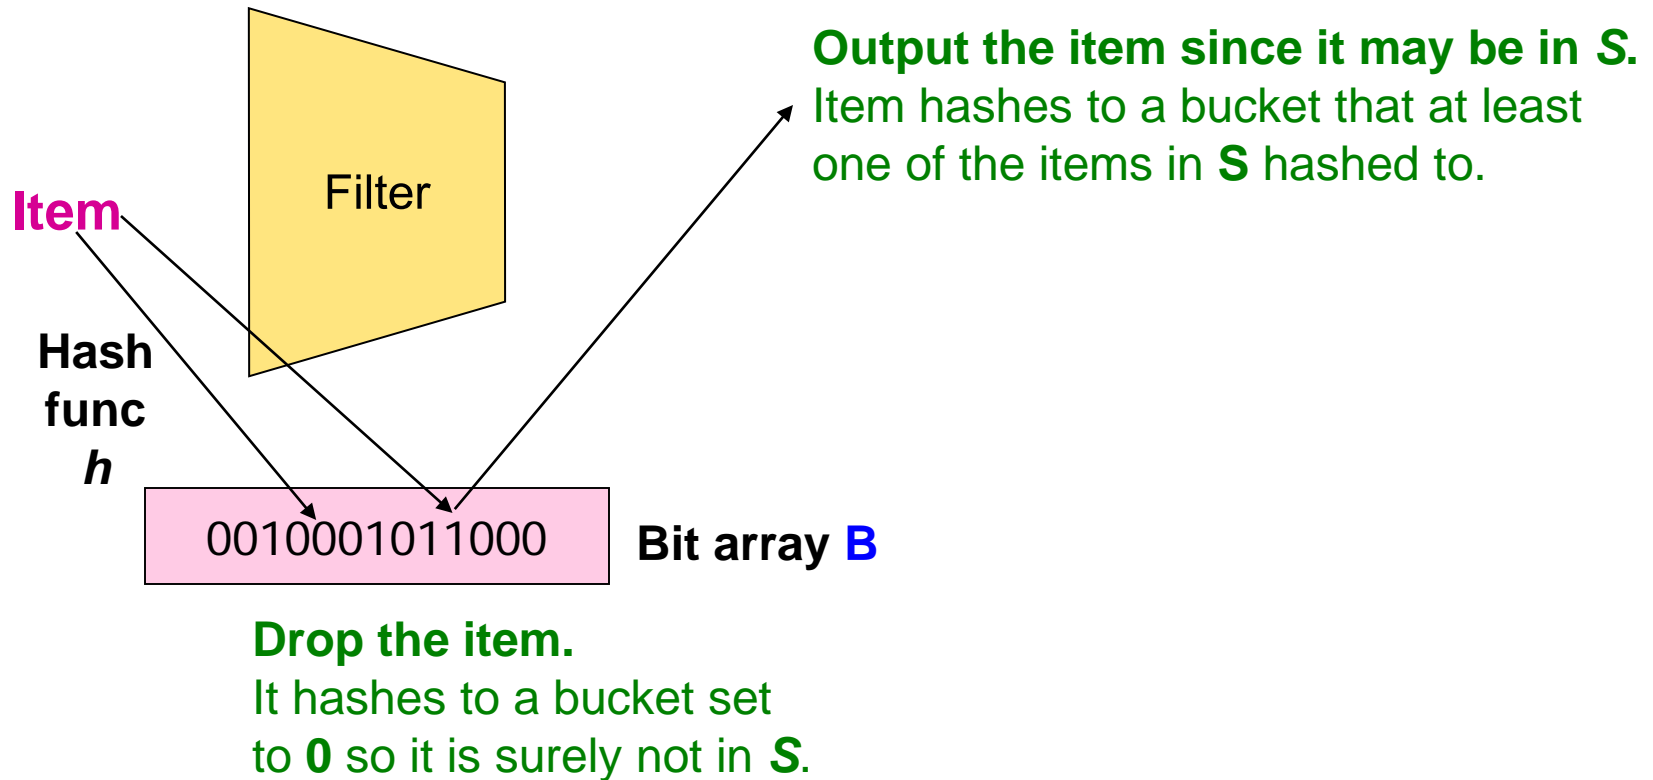 Output the item since it may be in S.
Item hashes to a bucket that at least
one of the items in S hashed to.
Filter
Item
Hash
func
h
0010001011000
Bit array B
Drop the item.
It hashes to a bucket set
to 0 so it is surely not in S.